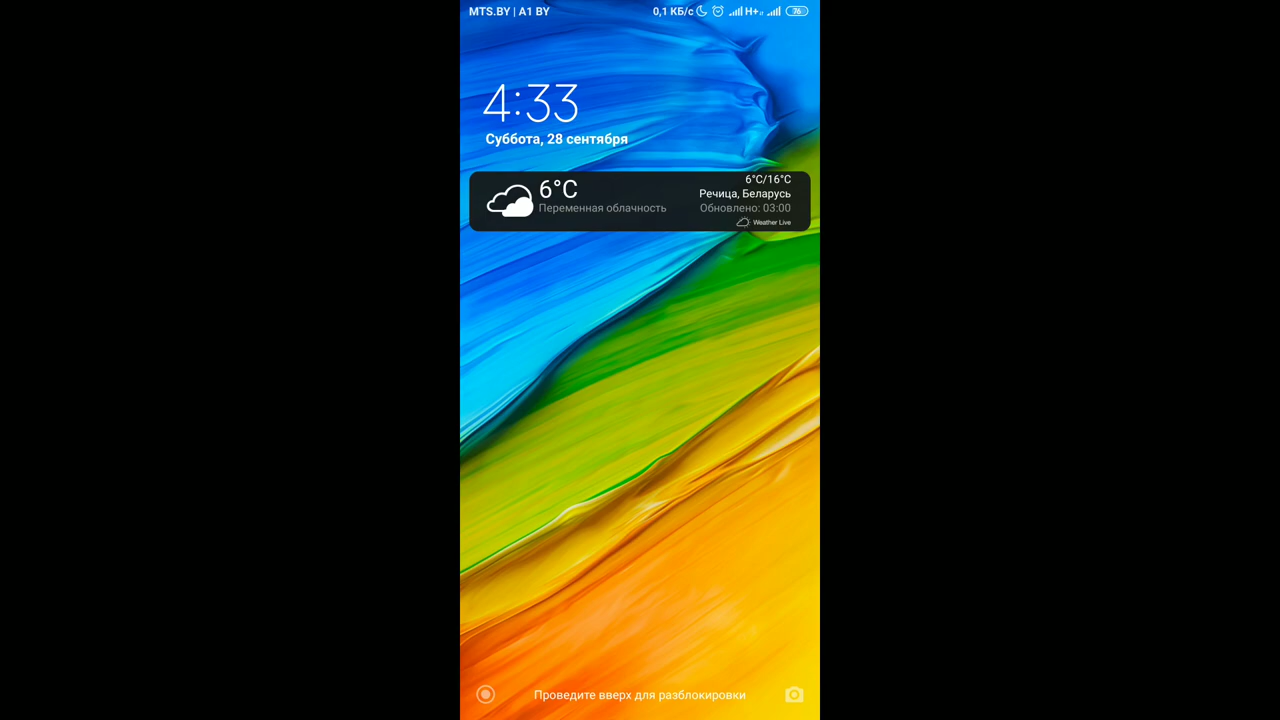 MTS.BY | A1 BY 0,1 КБ/с H+ 76
4:33
Суббота, 28 сентября
6°C
Переменная облачность
6°C/16°C
Речица, Беларусь
Обновлено: 03:00
Weather Live
Проведите вверх для разблокировки